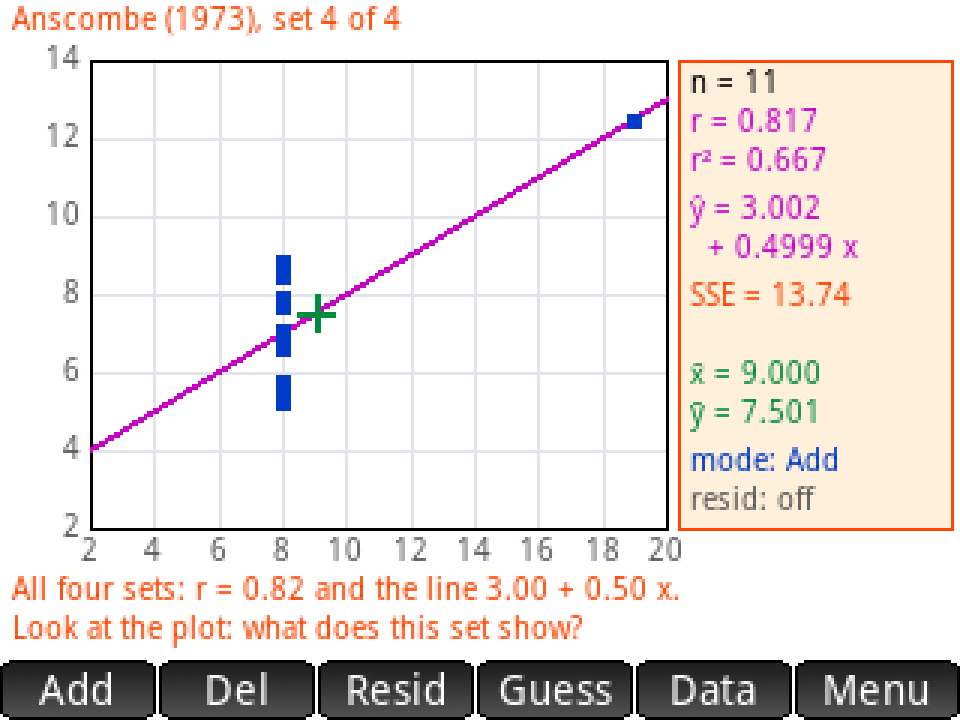 Anscombe (1973), set 4 of 4
14
12
10
8
6
4
2
2 4 6 8 10 12 14 16 18 20
n = 11
r = 0.817
r² = 0.667
ŷ = 3.002
+ 0.4999 x
SSE = 13.74
x̄ = 9.000
ȳ = 7.501
mode: Add
resid: off
All four sets: r = 0.82 and the line 3.00 + 0.50 x.
Look at the plot: what does this set show?
Add Del Resid Guess Data Menu